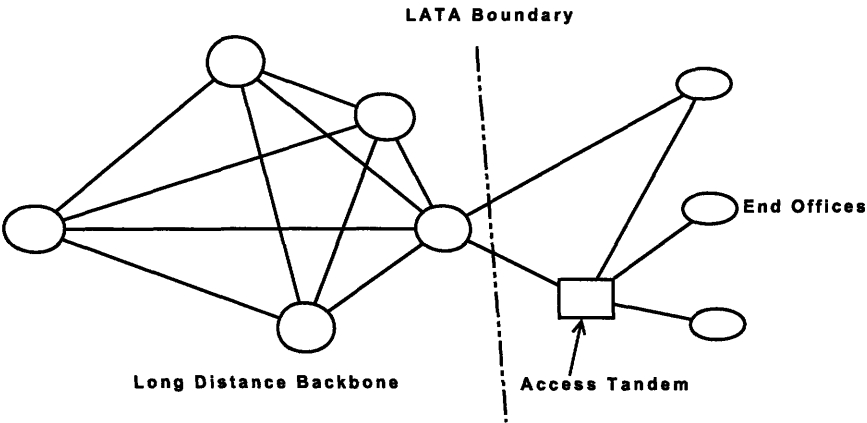 LATA Boundary
End Offices
Long Distance Backbone
Access Tandem